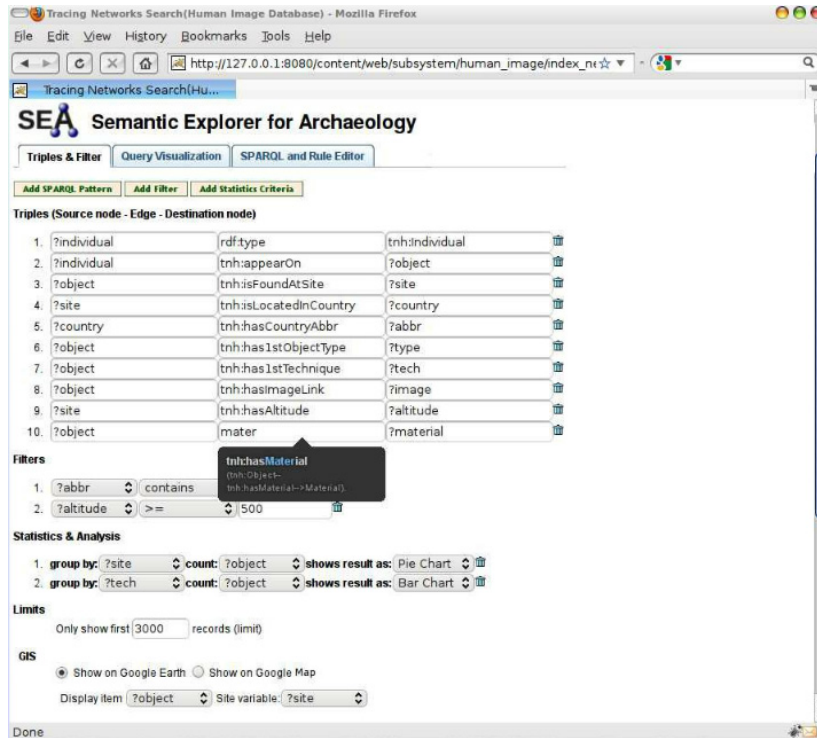 Tracing Networks Search(Human Image Database) - Mozilla Firefox
File Edit View History Bookmarks Tools Help
http://127.0.0.1:8080/content/web/subsystem/human_image/index_ne
Tracing Networks Search(Hu...
SEA Semantic Explorer for Archaeology
Triples & Filter Query Visualization SPARQL and Rule Editor
Add SPARQL Pattern Add Filter Add Statistics Criteria
Triples (Source node - Edge - Destination node)
1. ?individual rdf:type tnh:Individual
2. ?individual tnh:appearOn ?object
3. ?object tnh:isFoundAtSite ?site
4. ?site tnh:isLocatedInCountry ?country
5. ?country tnh:hasCountryAbbr ?abbr
6. ?object tnh:has1stObjectType ?type
7. ?object tnh:has1stTechnique ?tech
8. ?object tnh:hasImageLink ?image
9. ?site tnh:hasAltitude ?altitude
10. ?object mater ?material
Filters
tnh:hasMaterial
(tnh:Object--
tnh:hasMaterial-->Material).
1. ?abbr contains
2. ?altitude >= 500
Statistics & Analysis
1. group by: ?site count: ?object shows result as: Pie Chart
2. group by: ?tech count: ?object shows result as: Bar Chart
Limits
Only show first 3000 records (limit)
GIS
Show on Google Earth Show on Google Map
Display item ?object Site variable: ?site
Done